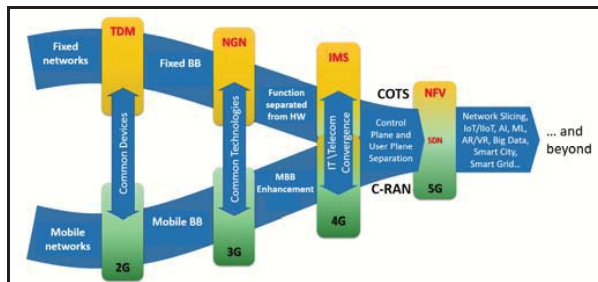 TDM
NGN
IMS
NFV
Fixed
networks
Fixed BB
Function
separated
from HW
COTS
Control
Plane and
User Plane
Separation
SDN
Network Slicing,
IoT/IIoT, AI, ML,
AR/VR, Big Data,
Smart City,
Smart Grid...
... and
beyond
Common Devices
Common Technologies
IT \Telecom
Convergence
Mobile
networks
Mobile BB
MBB
Enhancement
C-RAN
2G
3G
4G
5G